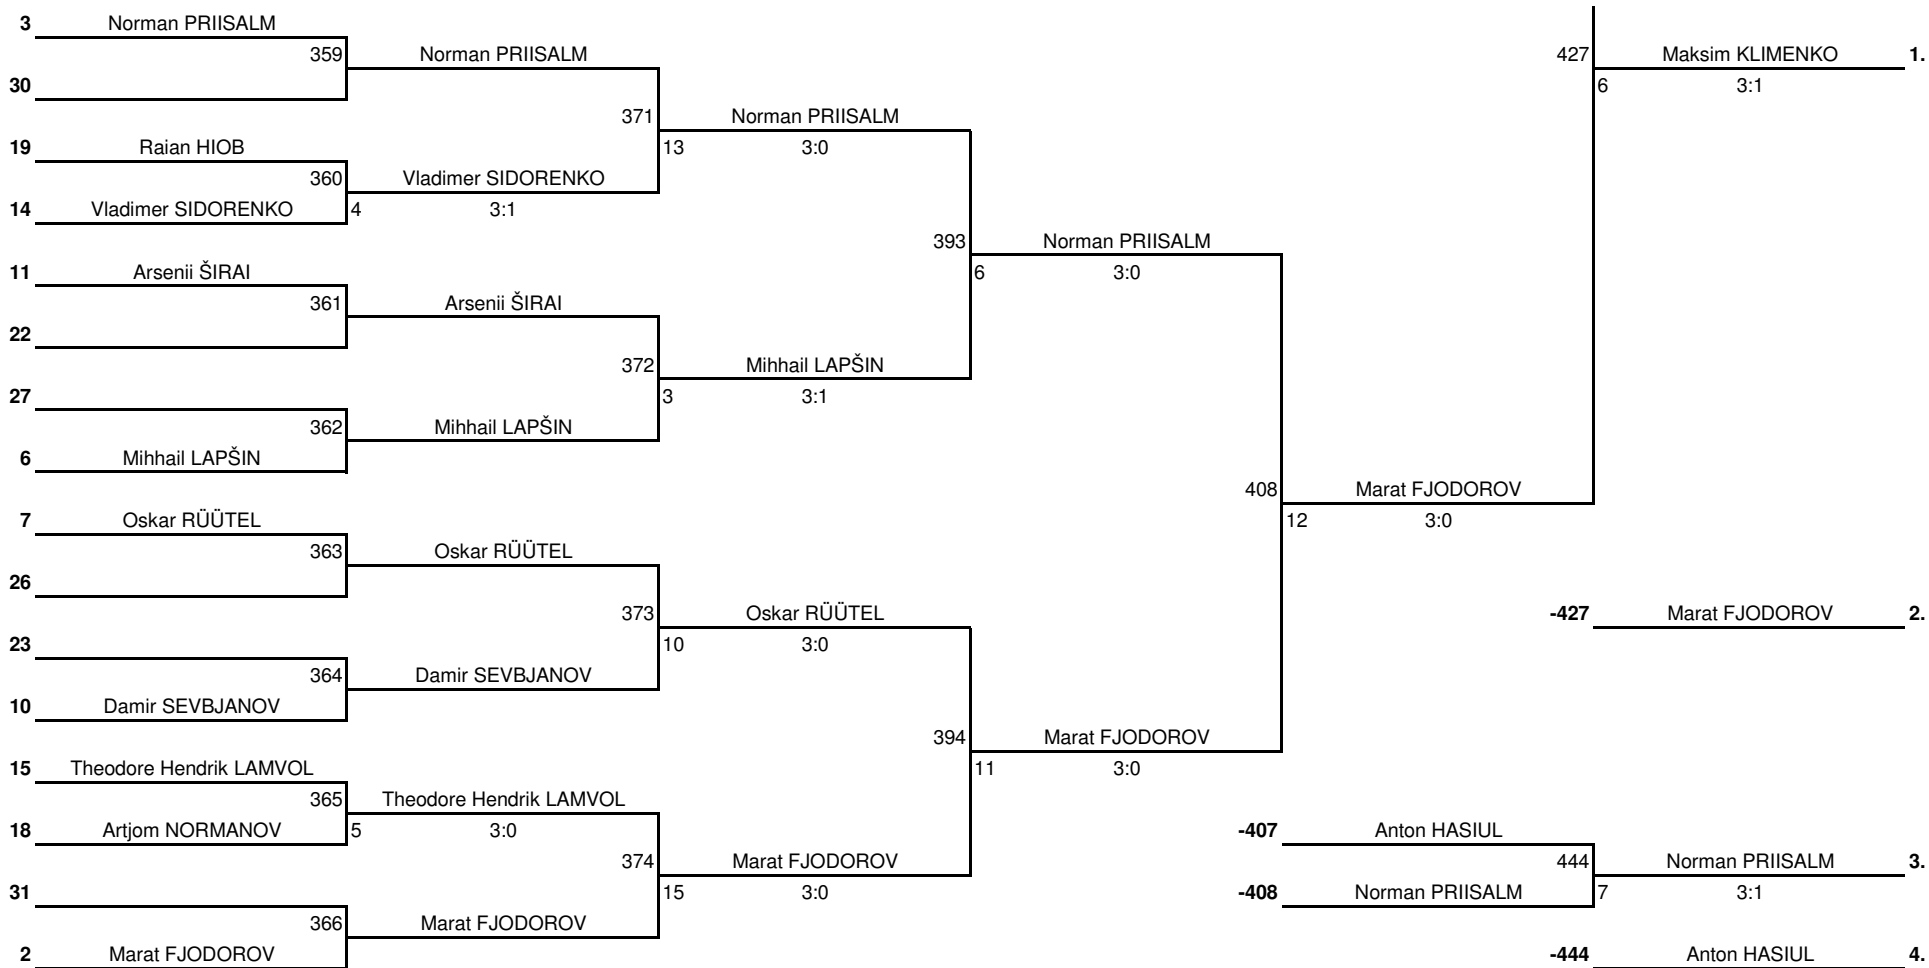 3 Norman PRIISALM
359 Norman PRIISALM 427 Maksim KLIMENKO 1.
30 6 3:1
371 Norman PRIISALM
19 Raian HIOB 13 3:0
360 Vladimer SIDORENKO
14 Vladimer SIDORENKO 4 3:1
393 Norman PRIISALM
11 Arsenii ŠIRAI 6 3:0
361 Arsenii ŠIRAI
22
372 Mihhail LAPŠIN
27 3 3:1
362 Mihhail LAPŠIN
6 Mihhail LAPŠIN
408 Marat FJODOROV
7 Oskar RÜÜTEL 12 3:0
363 Oskar RÜÜTEL
26
373 Oskar RÜÜTEL -427 Marat FJODOROV 2.
23 10 3:0
364 Damir SEVBJANOV
10 Damir SEVBJANOV
394 Marat FJODOROV
15 Theodore Hendrik LAMVOL 11 3:0
365 Theodore Hendrik LAMVOL
18 Artjom NORMANOV 5 3:0 -407 Anton HASIUL
374 Marat FJODOROV 444 Norman PRIISALM 3.
31 15 3:0 -408 Norman PRIISALM 7 3:1
366 Marat FJODOROV
2 Marat FJODOROV -444 Anton HASIUL 4.